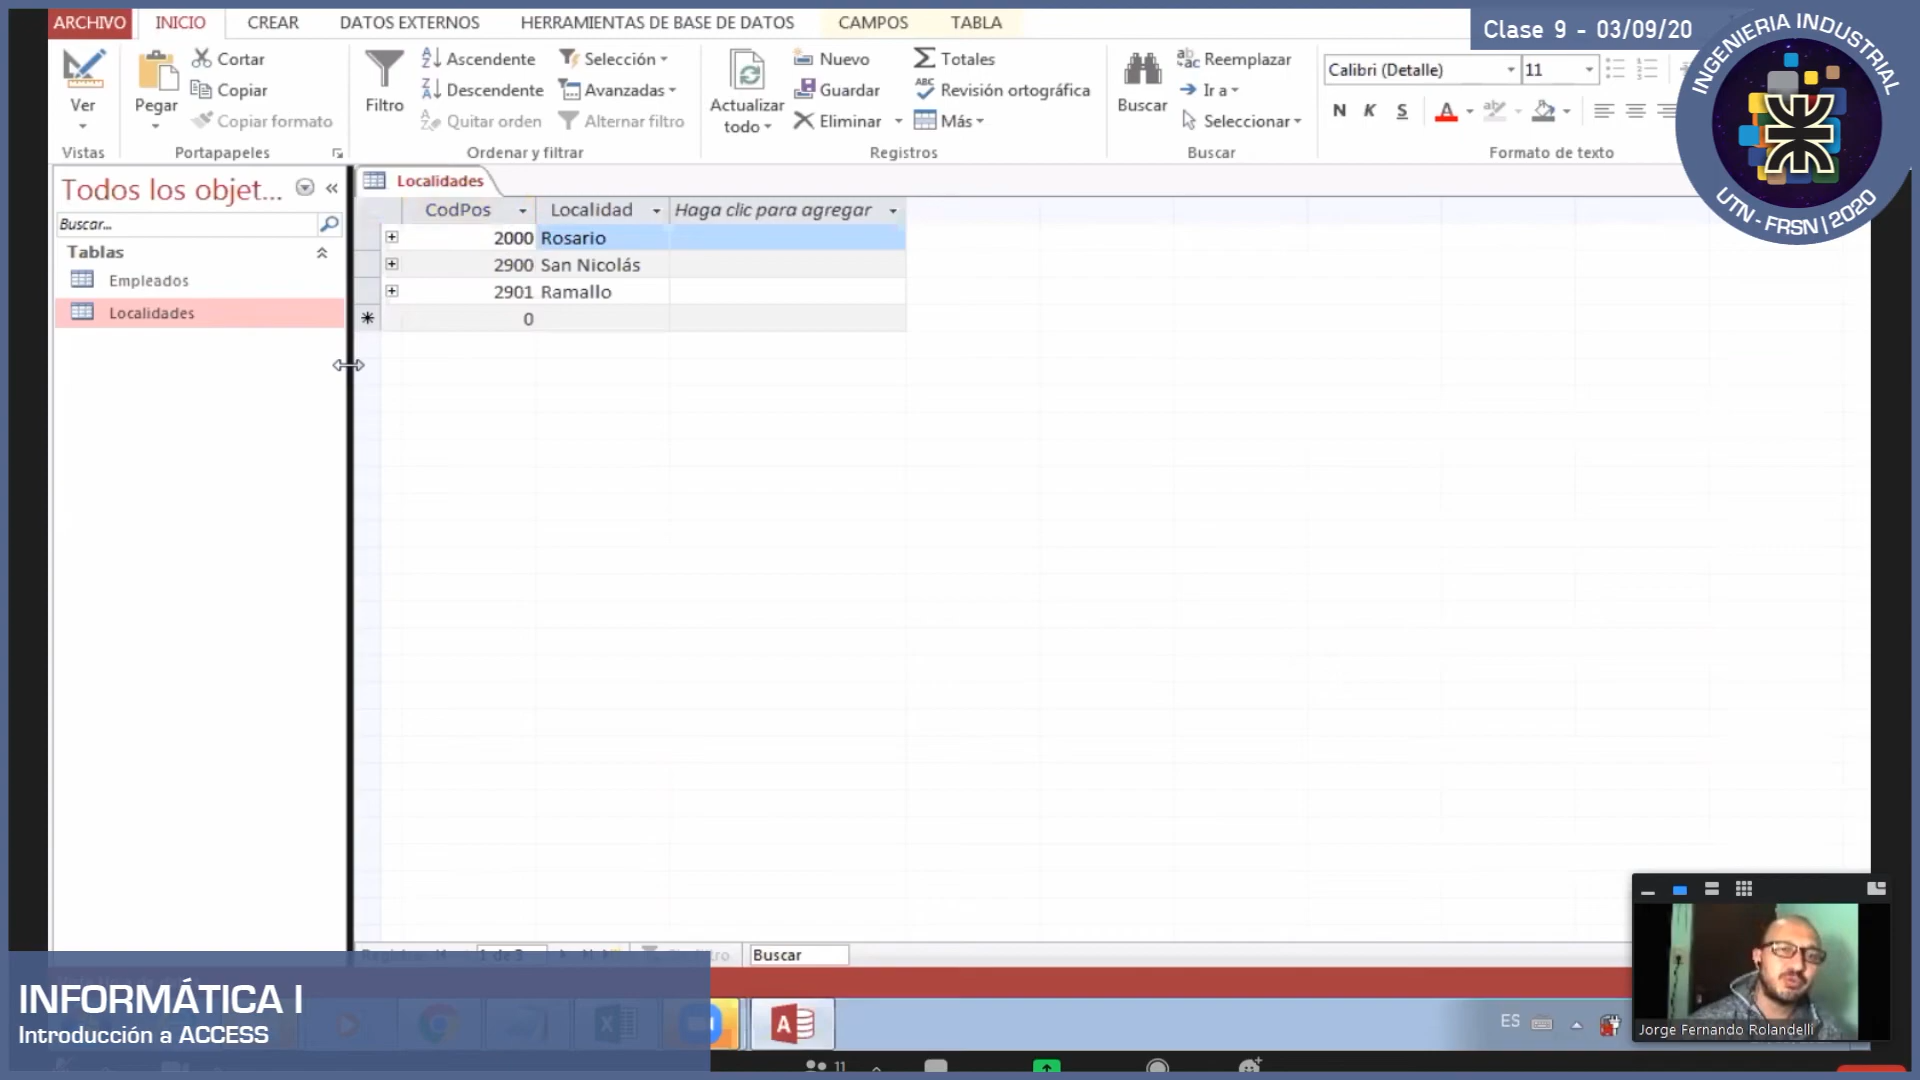 ARCHIVO INICIO CREAR DATOS EXTERNOS HERRAMIENTAS DE BASE DE DATOS CAMPOS TABLA
Clase 9 - 03/09/20
INGENIERIA INDUSTRIAL
UTN - FRSN | 2020
Ver
Vistas
Pegar
Cortar
Copiar
Copiar formato
Portapapeles
Filtro
Ascendente
Descendente
Quitar orden
Selección
Avanzadas
Alternar filtro
Ordenar y filtrar
Actualizar
todo
Nuevo
Guardar
Eliminar
Totales
Revisión ortográfica
Más
Registros
Buscar
Reemplazar
Ir a
Seleccionar
Buscar
Calibri (Detalle) 11
N K S A
Formato de texto
Todos los objet... «
Buscar...
Tablas
Empleados
Localidades
Localidades
CodPos Localidad Haga clic para agregar
2000 Rosario
2900 San Nicolás
2901 Ramallo
0
1 de 3
Buscar
INFORMÁTICA I
Introducción a ACCESS
ES
Jorge Fernando Rolandelli
11